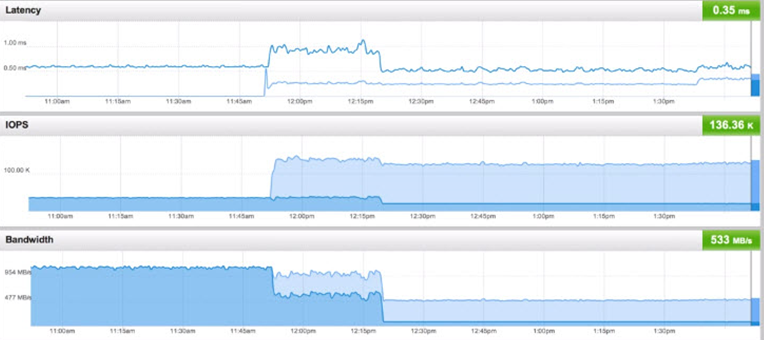 Latency 0.35 ms
1.00 ms
0.50 ms
11:00am 11:15am 11:30am 11:45am 12:00pm 12:15pm 12:30pm 12:45pm 1:00pm 1:15pm 1:30pm
IOPS 136.36 K
100.00 K
11:00am 11:15am 11:30am 11:45am 12:00pm 12:15pm 12:30pm 12:45pm 1:00pm 1:15pm 1:30pm
Bandwidth 533 MB/s
954 MB/s
477 MB/s
11:00am 11:15am 11:30am 11:45am 12:00pm 12:15pm 12:30pm 12:45pm 1:00pm 1:15pm 1:30pm